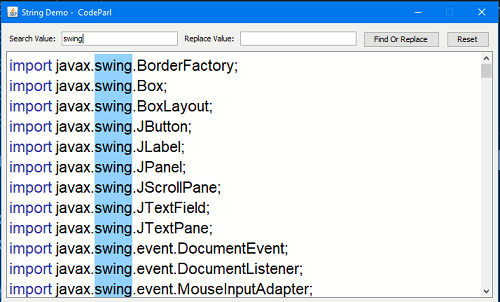 String Demo - CodeParl
Search Value: swing Replace Value: Find Or Replace Reset
import javax.swing.BorderFactory;
import javax.swing.Box;
import javax.swing.BoxLayout;
import javax.swing.JButton;
import javax.swing.JLabel;
import javax.swing.JPanel;
import javax.swing.JScrollPane;
import javax.swing.JTextField;
import javax.swing.JTextPane;
import javax.swing.event.DocumentEvent;
import javax.swing.event.DocumentListener;
import javax.swing.event.MouseInputAdapter;